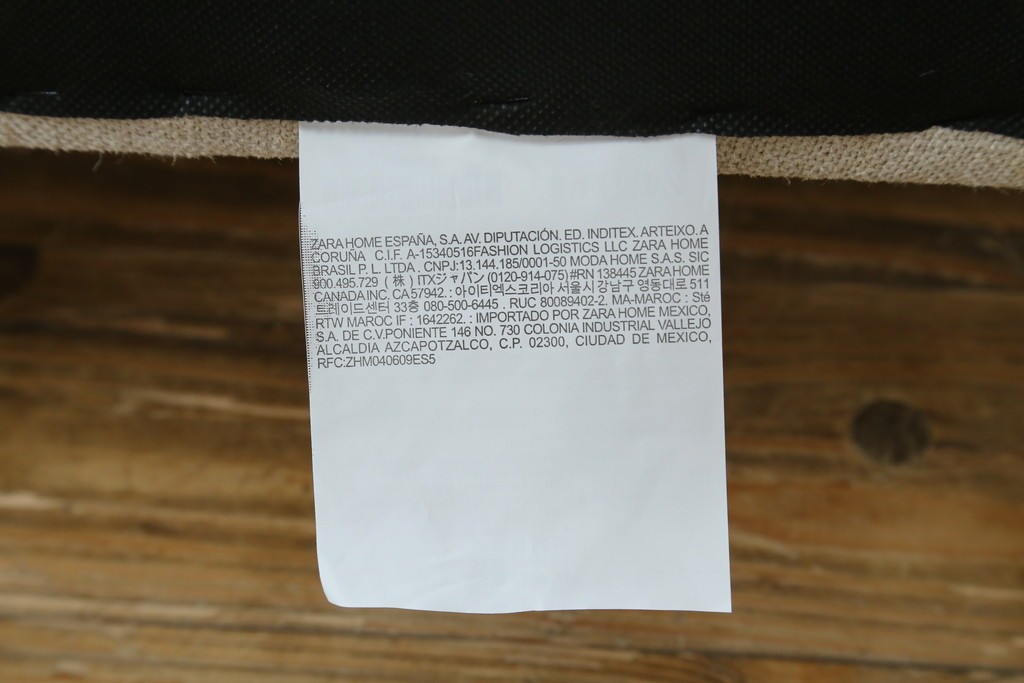 ZARA HOME ESPAÑA, S.A. AV. DIPUTACIÓN. ED. INDITEX. ARTEIXO. A
CORUÑA C.I.F. A-15340516FASHION LOGISTICS LLC ZARA HOME
BRASIL P. L. LTDA . CNPJ:13.144.185/0001-50 MODA HOME S.A.S. SIC
900.495.729 (株) ITXジャパン (0120-914-075) #RN 138445 ZARA HOME
CANADA INC. CA 57942. : 아이티엑스코리아 서울시 강남구 영동대로 511
트레이드센터 33층 080-500-6445 . RUC 80089402-2. MA-MAROC : Sté
RTW MAROC IF : 1642262. : IMPORTADO POR ZARA HOME MEXICO,
S.A. DE C.V.PONIENTE 146 NO. 730 COLONIA INDUSTRIAL VALLEJO
ALCALDIA AZCAPOTZALCO, C.P. 02300, CIUDAD DE MEXICO,
RFC:ZHM040609ES5